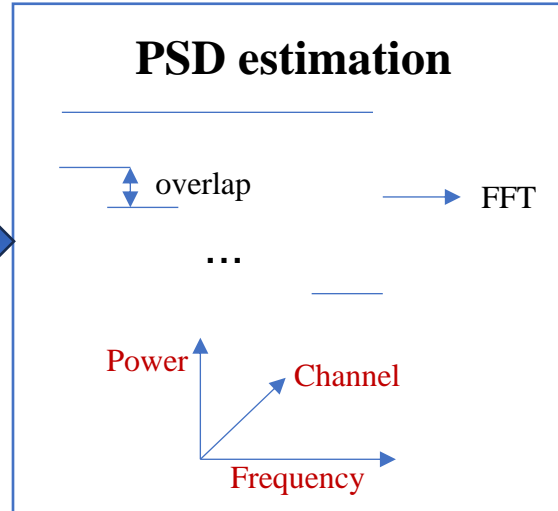 PSD estimation
overlap
FFT
...
Power
Channel
Frequency